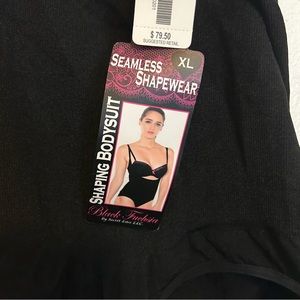 $ 79.50
SUGGESTED RETAIL
XL
SEAMLESS
SHAPEWEAR
SHAPING BODYSUIT
Black Fuchsia